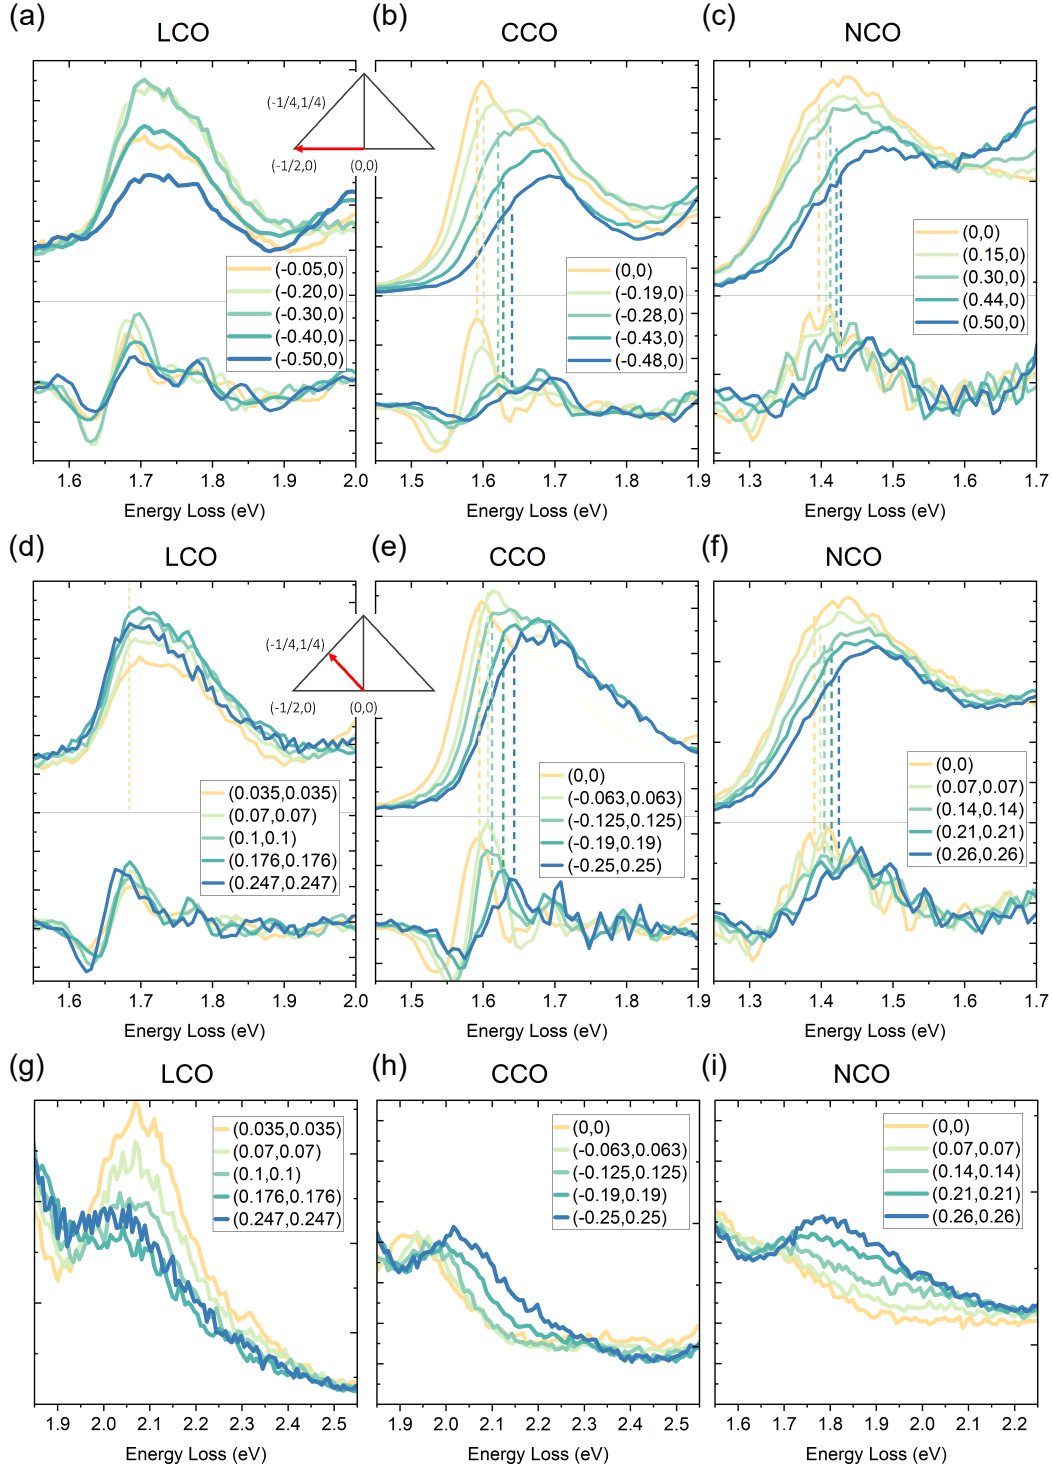 (a) LCO
(b) CCO
(c) NCO
(-1/4,1/4)
(-1/2,0) (0,0)
(-0.05,0)
(-0.20,0)
(-0.30,0)
(-0.40,0)
(-0.50,0)
(0,0)
(-0.19,0)
(-0.28,0)
(-0.43,0)
(-0.48,0)
(0,0)
(0.15,0)
(0.30,0)
(0.44,0)
(0.50,0)
1.6 1.7 1.8 1.9 2.0
1.5 1.6 1.7 1.8 1.9
1.3 1.4 1.5 1.6 1.7
Energy Loss (eV)
Energy Loss (eV)
Energy Loss (eV)
(d) LCO
(e) CCO
(f) NCO
(-1/4,1/4)
(-1/2,0) (0,0)
(0.035,0.035)
(0.07,0.07)
(0.1,0.1)
(0.176,0.176)
(0.247,0.247)
(0,0)
(-0.063,0.063)
(-0.125,0.125)
(-0.19,0.19)
(-0.25,0.25)
(0,0)
(0.07,0.07)
(0.14,0.14)
(0.21,0.21)
(0.26,0.26)
1.6 1.7 1.8 1.9 2.0
1.5 1.6 1.7 1.8 1.9
1.3 1.4 1.5 1.6 1.7
Energy Loss (eV)
Energy Loss (eV)
Energy Loss (eV)
(g) LCO
(h) CCO
(i) NCO
(0.035,0.035)
(0.07,0.07)
(0.1,0.1)
(0.176,0.176)
(0.247,0.247)
(0,0)
(-0.063,0.063)
(-0.125,0.125)
(-0.19,0.19)
(-0.25,0.25)
(0,0)
(0.07,0.07)
(0.14,0.14)
(0.21,0.21)
(0.26,0.26)
1.9 2.0 2.1 2.2 2.3 2.4 2.5
1.9 2.0 2.1 2.2 2.3 2.4 2.5
1.6 1.7 1.8 1.9 2.0 2.1 2.2
Energy Loss (eV)
Energy Loss (eV)
Energy Loss (eV)